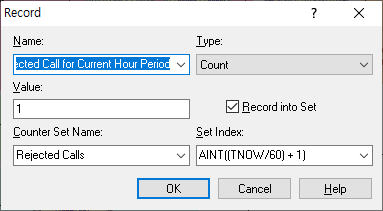 Record
Name: Type:
ected Call for Current Hour Period Count
Value:
1 Record into Set
Counter Set Name: Set Index:
Rejected Calls AINT((TNOW/60) + 1)
OK Cancel Help